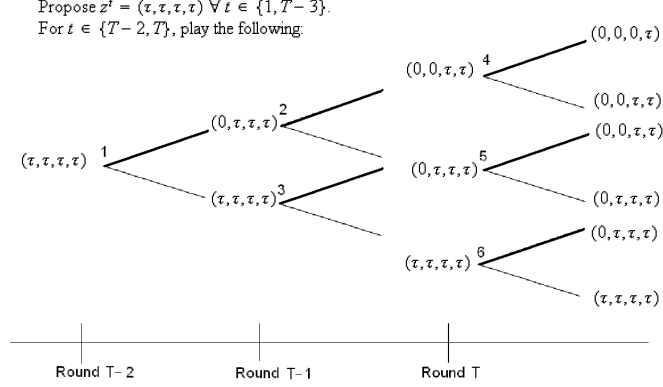 Propose zᵗ = (τ,τ,τ,τ) ∀ t ∈ {1, T− 3}.
For t ∈ {T− 2, T}, play the following:
(0,0,0,τ)
(0,0,τ,τ) 4
(0,0,τ,τ)
(0,τ,τ,τ) 2
(0,0,τ,τ)
(τ,τ,τ,τ) 1
(0,τ,τ,τ) 5
(τ,τ,τ,τ) 3
(0,τ,τ,τ)
(0,τ,τ,τ)
(τ,τ,τ,τ) 6
(τ,τ,τ,τ)
Round T- 2 Round T-1 Round T